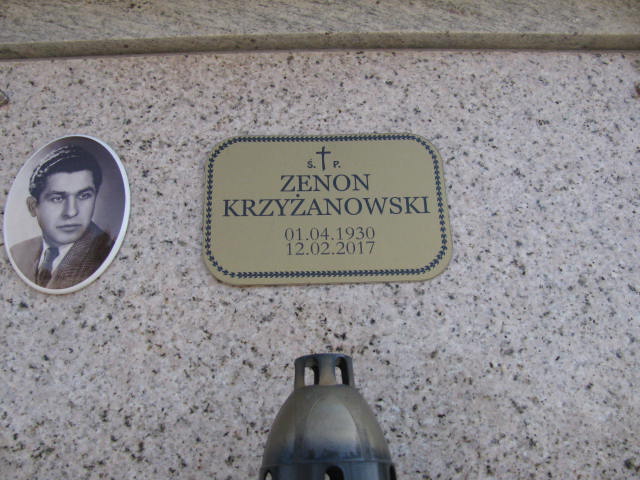 Ś. P.
ZENON
KRZYŻANOWSKI
01.04.1930
12.02.2017